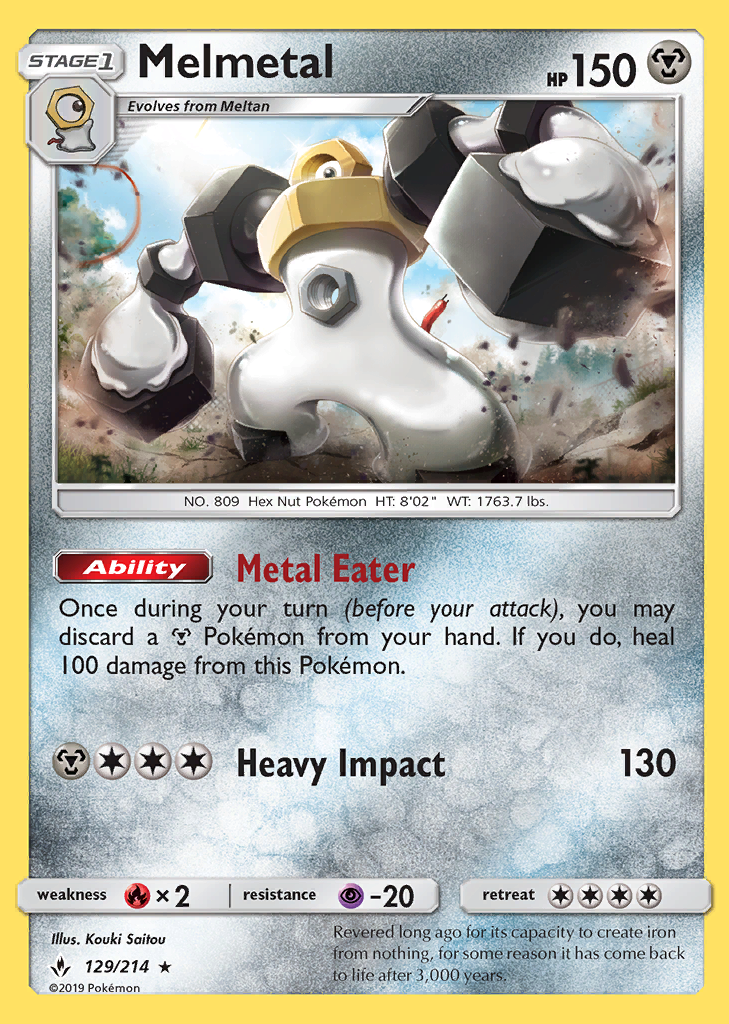 STAGE1 Melmetal HP 150
Evolves from Meltan
NO. 809 Hex Nut Pokémon HT: 8'02" WT: 1763.7 lbs.
Ability Metal Eater
Once during your turn (before your attack), you may
discard a Pokémon from your hand. If you do, heal
100 damage from this Pokémon.
Heavy Impact 130
weakness ×2 resistance -20 retreat
Illus. Kouki Saitou
129/214 ★
©2019 Pokémon
Revered long ago for its capacity to create iron
from nothing, for some reason it has come back
to life after 3,000 years.